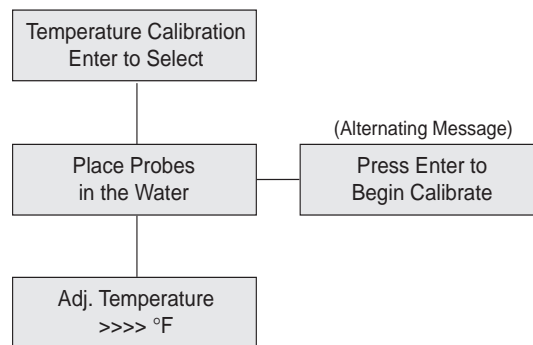 Temperature Calibration
Enter to Select
(Alternating Message)
Place Probes
in the Water
Press Enter to
Begin Calibrate
Adj. Temperature
>>>> °F